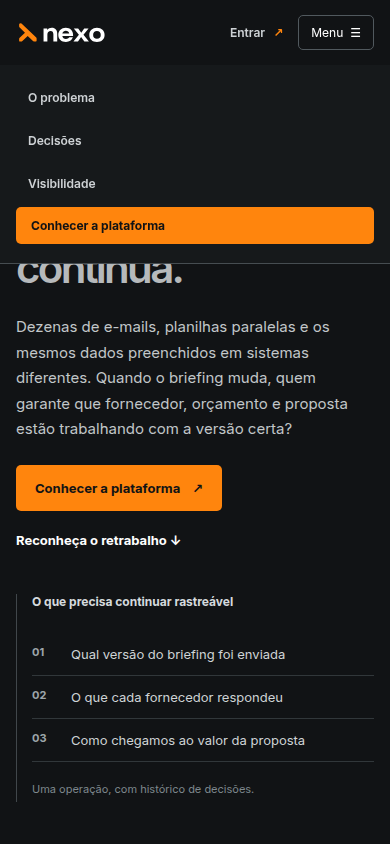 nexo
Entrar ↗
Menu ☰
O problema
Decisões
Visibilidade
Conhecer a plataforma
continua.
Dezenas de e-mails, planilhas paralelas e os
mesmos dados preenchidos em sistemas
diferentes. Quando o briefing muda, quem
garante que fornecedor, orçamento e proposta
estão trabalhando com a versão certa?
Conhecer a plataforma ↗
Reconheça o retrabalho ↓
O que precisa continuar rastreável
01 Qual versão do briefing foi enviada
02 O que cada fornecedor respondeu
03 Como chegamos ao valor da proposta
Uma operação, com histórico de decisões.